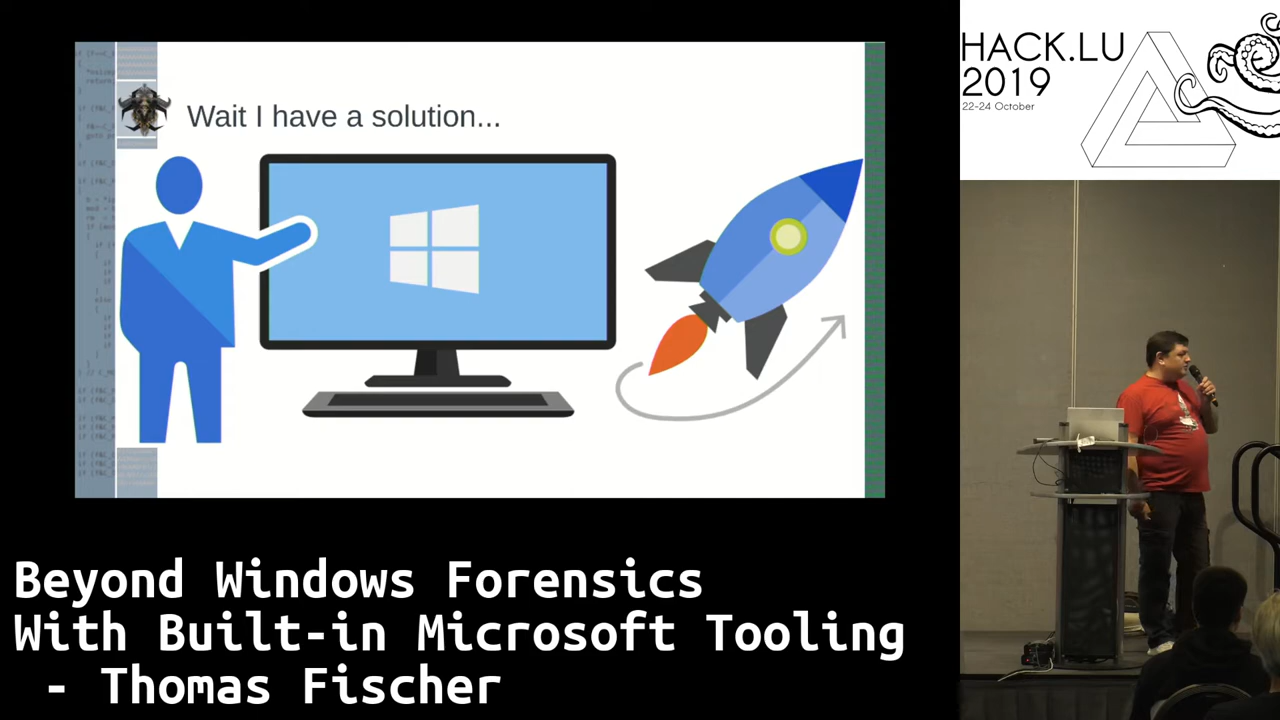 Wait I have a solution...
HACK.LU
2019
22-24 October
Beyond Windows Forensics
With Built-in Microsoft Tooling
- Thomas Fischer